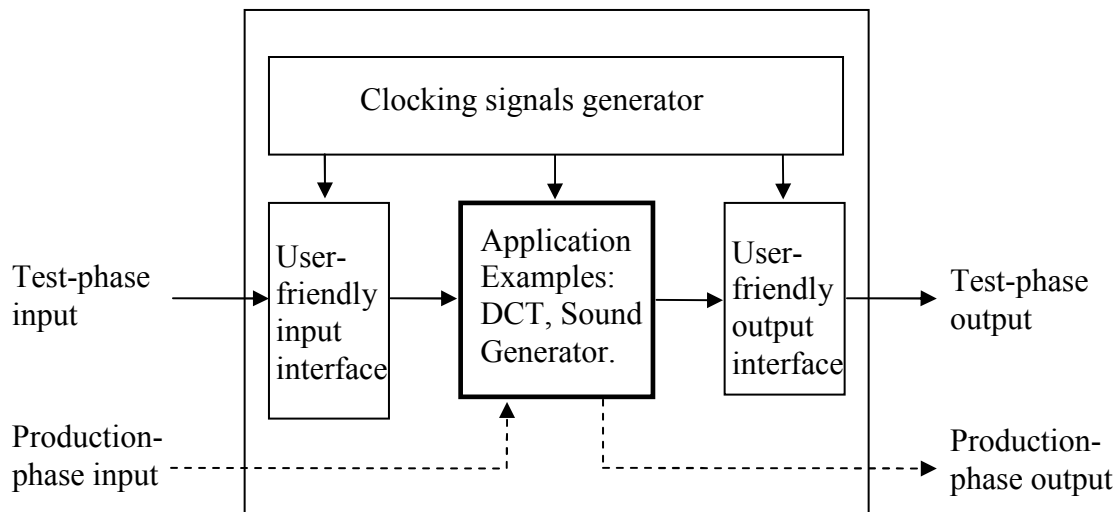 Clocking signals generator
Test-phase
input
User-
friendly
input
interface
Application
Examples:
DCT, Sound
Generator.
User-
friendly
output
interface
Test-phase
output
Production-
phase input
Production-
phase output